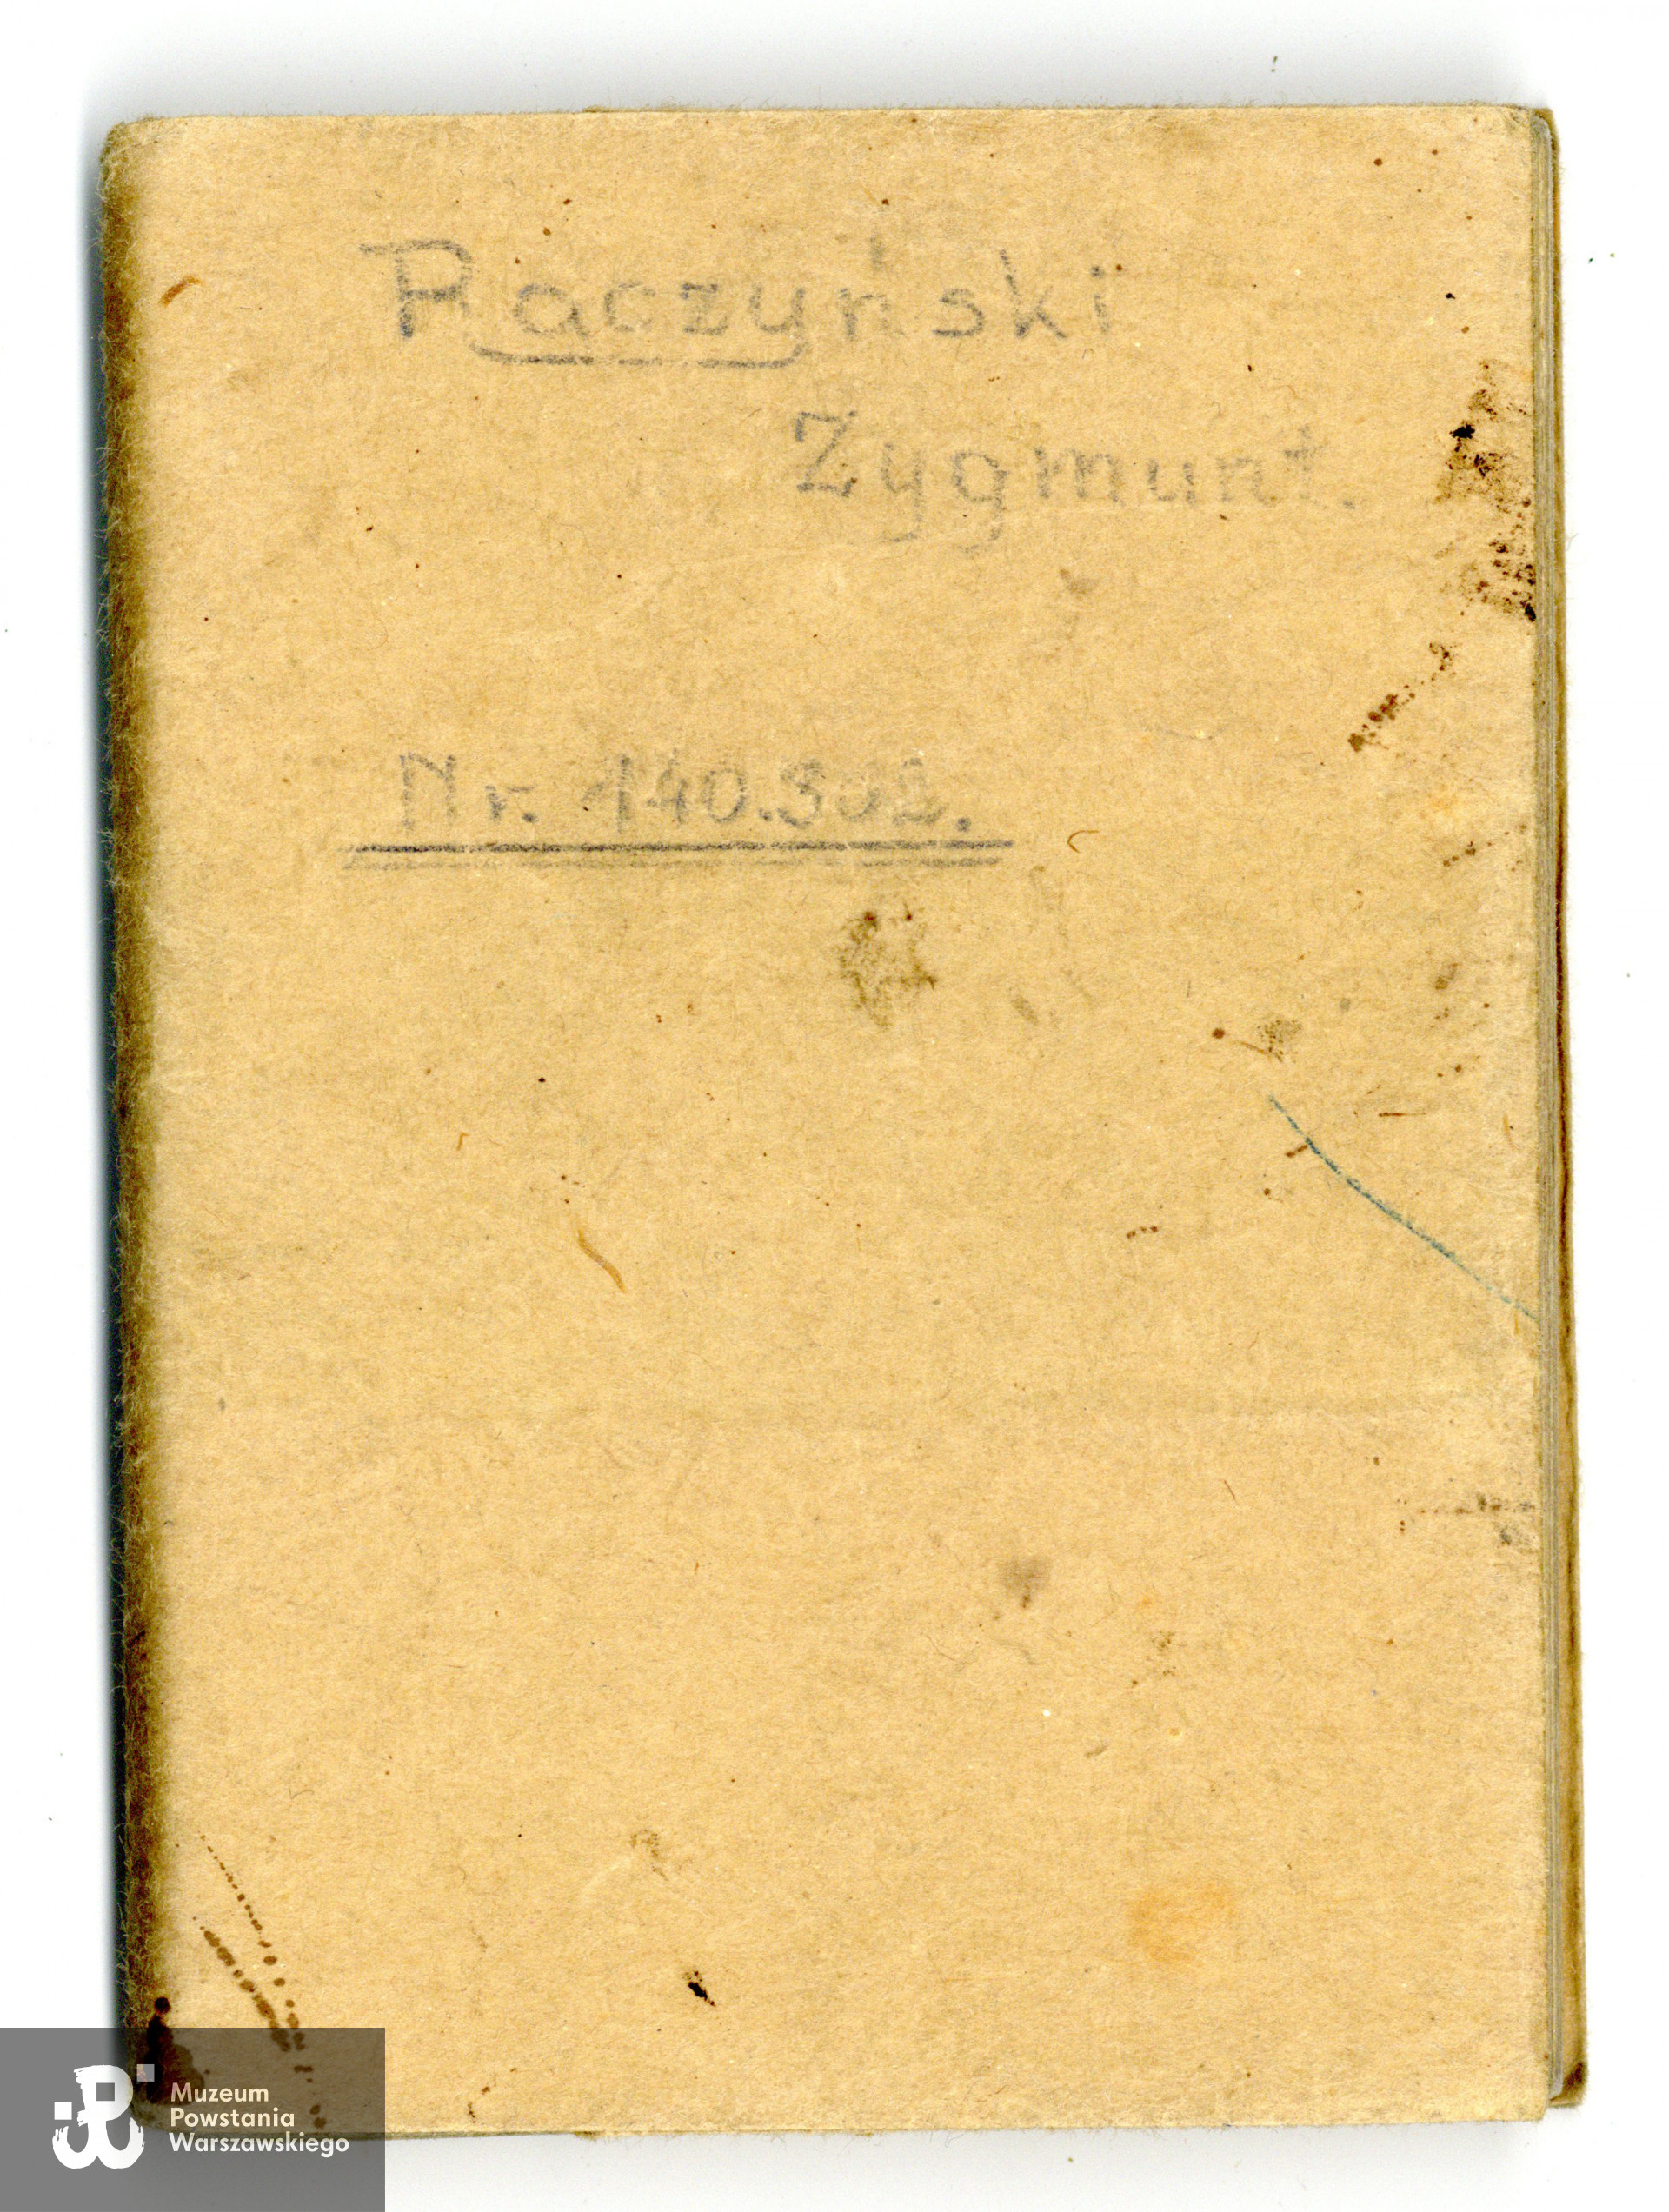 Raczyński
Zygmunt.
Nr. 140.302.
Muzeum
Powstania
Warszawskiego